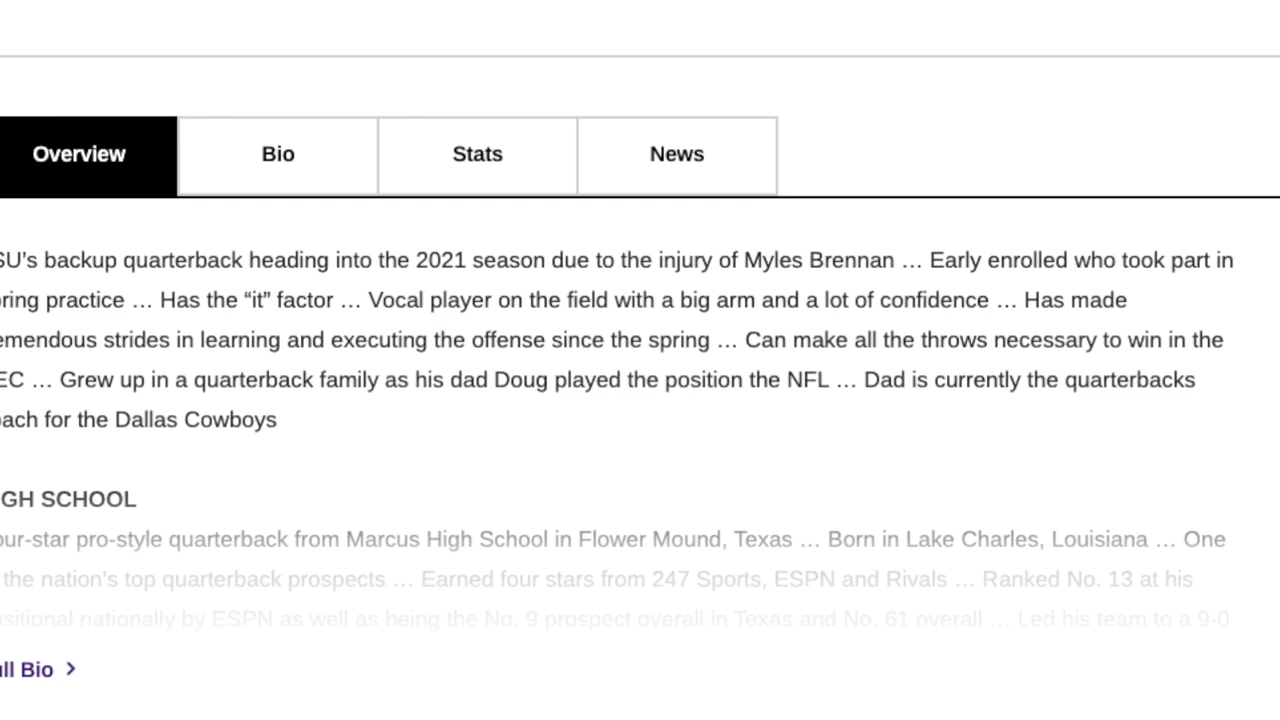 Overview Bio Stats News
SU's backup quarterback heading into the 2021 season due to the injury of Myles Brennan … Early enrolled who took part in
ring practice … Has the “it” factor … Vocal player on the field with a big arm and a lot of confidence … Has made
emendous strides in learning and executing the offense since the spring … Can make all the throws necessary to win in the
EC … Grew up in a quarterback family as his dad Doug played the position the NFL … Dad is currently the quarterbacks
ach for the Dallas Cowboys
GH SCHOOL
our-star pro-style quarterback from Marcus High School in Flower Mound, Texas … Born in Lake Charles, Louisiana … One
the nation's top quarterback prospects … Earned four stars from 247 Sports, ESPN and Rivals … Ranked No. 13 at his
sitional nationally by ESPN as well as being the No. 9 prospect overall in Texas and No. 61 overall … Led his team to a 9-0
ull Bio